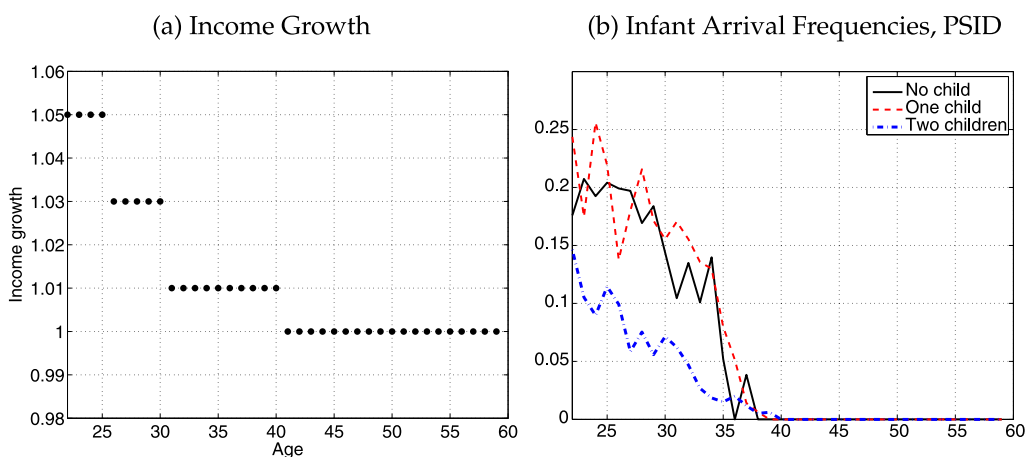 (a) Income Growth
1.06
1.05
1.04
1.03
1.02
1.01
1
0.99
0.98
25 30 35 40 45 50 55 60
Age
Income growth
(b) Infant Arrival Frequencies, PSID
No child
One child
Two children
0.25
0.2
0.15
0.1
0.05
0
25 30 35 40 45 50 55 60